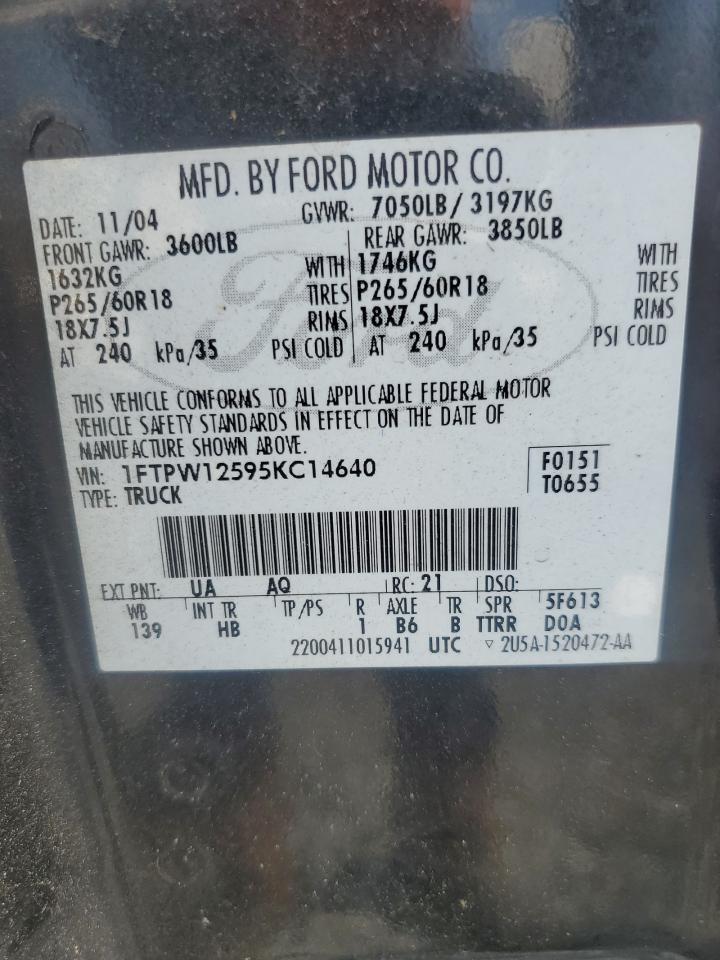 MFD. BY FORD MOTOR CO.
DATE: 11/04 GVWR: 7050LB/ 3197KG
FRONT GAWR: 3600LB REAR GAWR: 3850LB
1632KG WITH 1746KG WITH
P265/60R18 TIRES P265/60R18 TIRES
18X7.5J RIMS 18X7.5J RIMS
AT 240 kPa/35 PSI COLD AT 240 kPa/35 PSI COLD
Ford
THIS VEHICLE CONFORMS TO ALL APPLICABLE FEDERAL MOTOR
VEHICLE SAFETY STANDARDS IN EFFECT ON THE DATE OF
MANUFACTURE SHOWN ABOVE.
VIN: 1FTPW12595KC14640 F0151
TYPE: TRUCK T0655
EXT PNT: UA AQ RC: 21 DSO:
WB INT TR TP/PS R AXLE TR SPR 5F613
139 HB 1 B6 B TTRR DOA
2200411015941 UTC ▽ 2U5A-1520472-AA